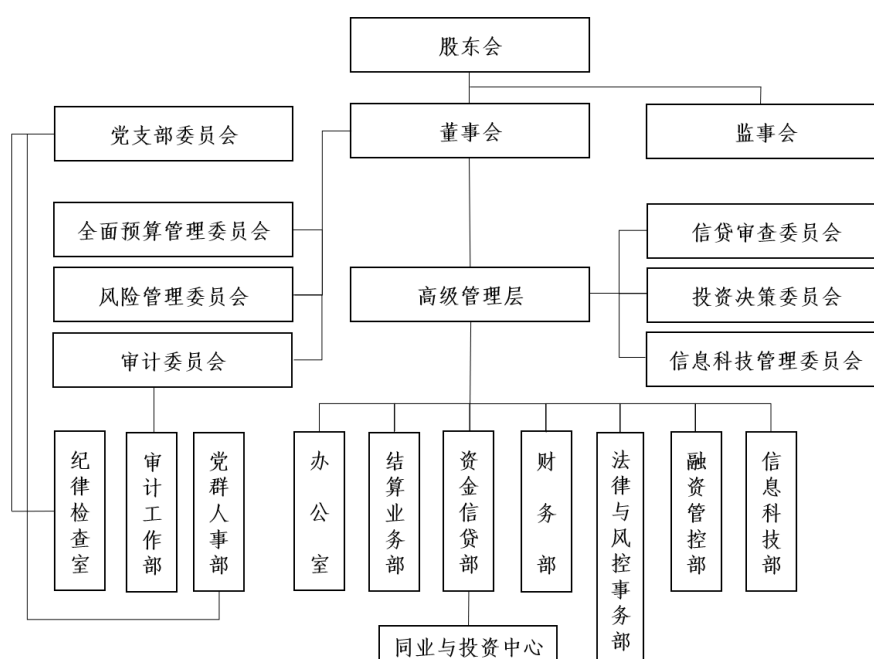 股东会
党支部委员会
董事会
监事会
全面预算管理委员会
信贷审查委员会
风险管理委员会
高级管理层
投资决策委员会
审计委员会
信息科技管理委员会
纪律检查室
审计工作部
党群人事部
办公室
结算业务部
资金信贷部
财务部
法律与风控事务部
融资管控部
信息科技部
同业与投资中心